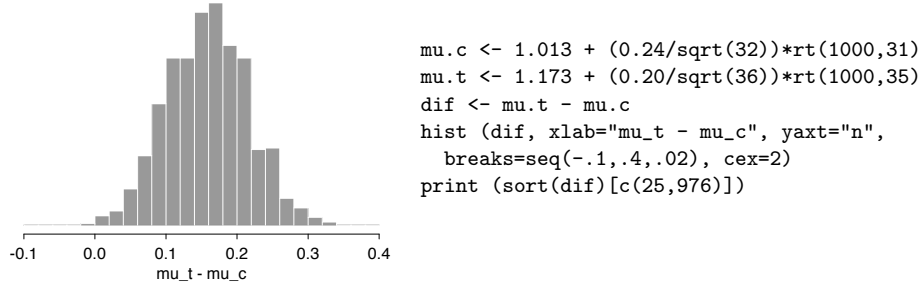 -0.1 0.0 0.1 0.2 0.3 0.4
mu_t - mu_c
mu.c <- 1.013 + (0.24/sqrt(32))*rt(1000,31)
mu.t <- 1.173 + (0.20/sqrt(36))*rt(1000,35)
dif <- mu.t - mu.c
hist (dif, xlab="mu_t - mu_c", yaxt="n",
  breaks=seq(-.1,.4,.02), cex=2)
print (sort(dif)[c(25,976)])